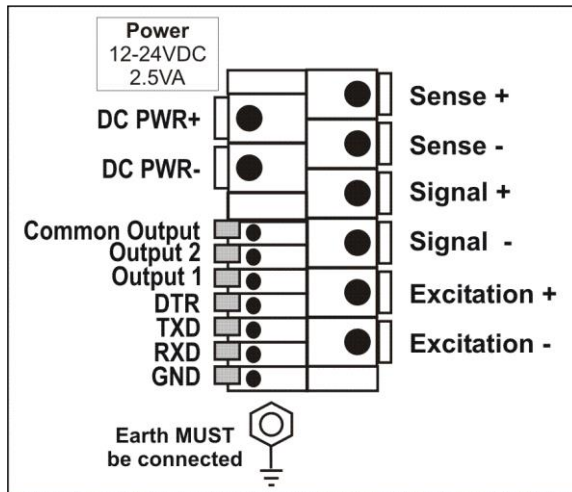 Power
12-24VDC
2.5VA
DC PWR+
DC PWR-
Common Output
Output 2
Output 1
DTR
TXD
RXD
GND
Sense +
Sense -
Signal +
Signal -
Excitation +
Excitation -
Earth MUST
be connected